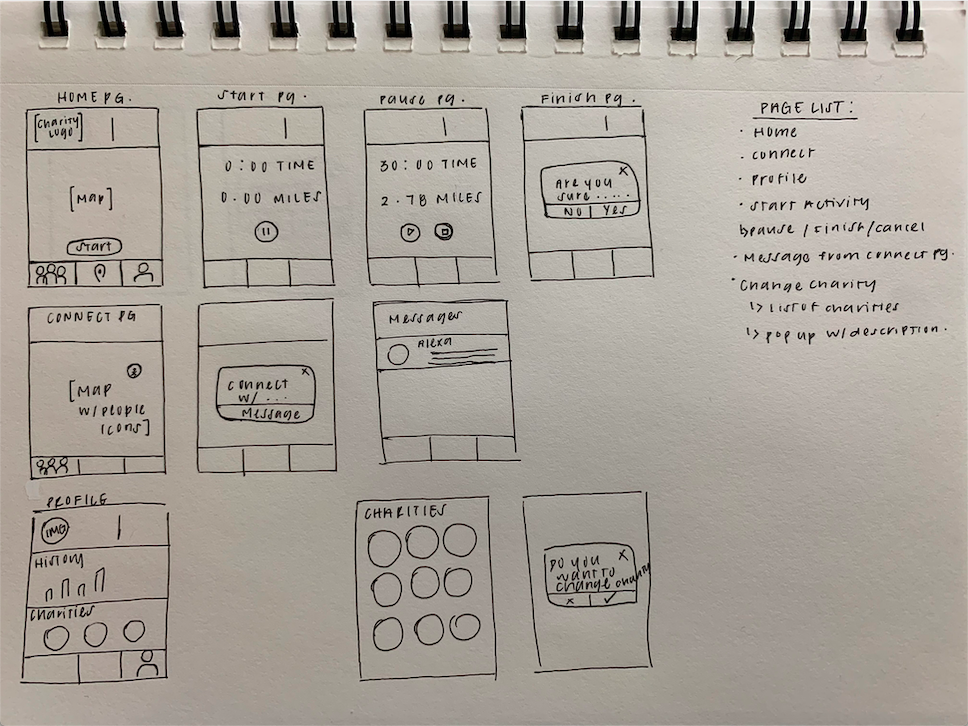 HOME PG.
[Charity
Logo]
[Map]
Start
Start pg.
0:00 TIME
0.00 MILES
Pause pg.
30:00 TIME
2.78 MILES
Finish pg.
Are you
sure.....
x
NO | Yes
CONNECT PG
[Map
w/people
icons]
connect
w/ ...
x
Message
Messages
Alexa
PROFILE
IMG
History
Charities
CHARITIES
DO you
want to
change charity
x
x | ✓
PAGE LIST:
· Home
· connect
· Profile
· Start Activity
↳pause / Finish/cancel
· Message from connect pg.
· Change Charity
↳ List of charities
↳ pop up w/description.